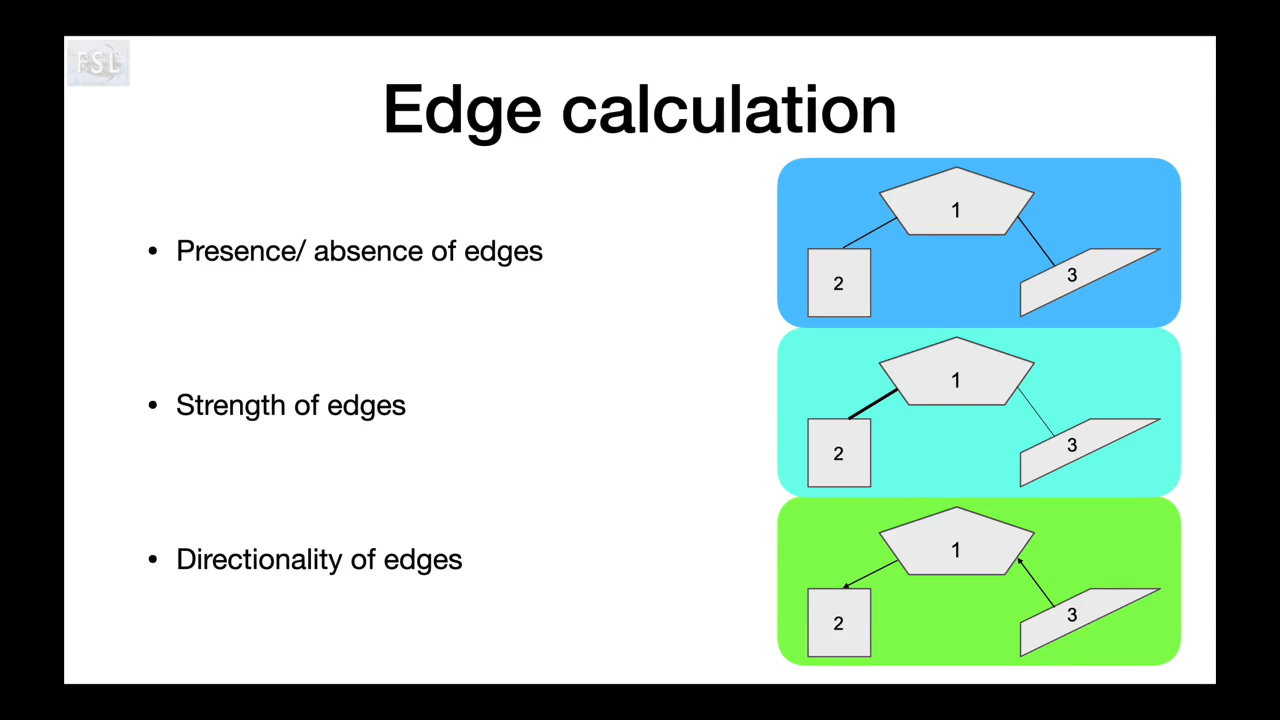 FSL
Edge calculation
• Presence/ absence of edges
1
2
3
• Strength of edges
1
2
3
• Directionality of edges
1
2
3